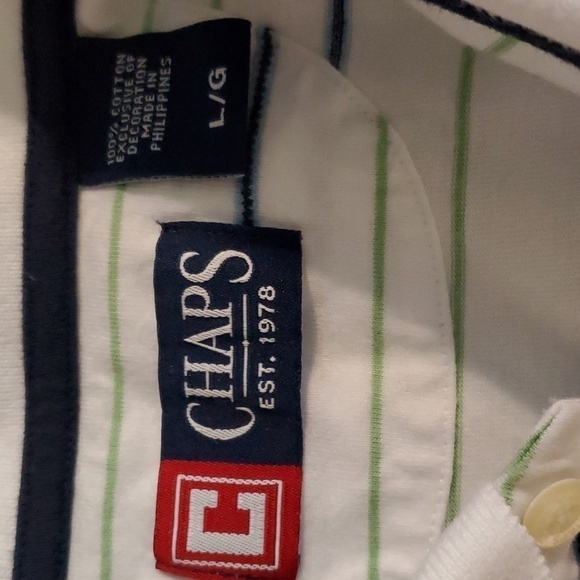 100% COTTON
EXCLUSIVE OF
DECORATION
MADE IN
PHILIPPINES
L/G
CHAPS
EST. 1978
C